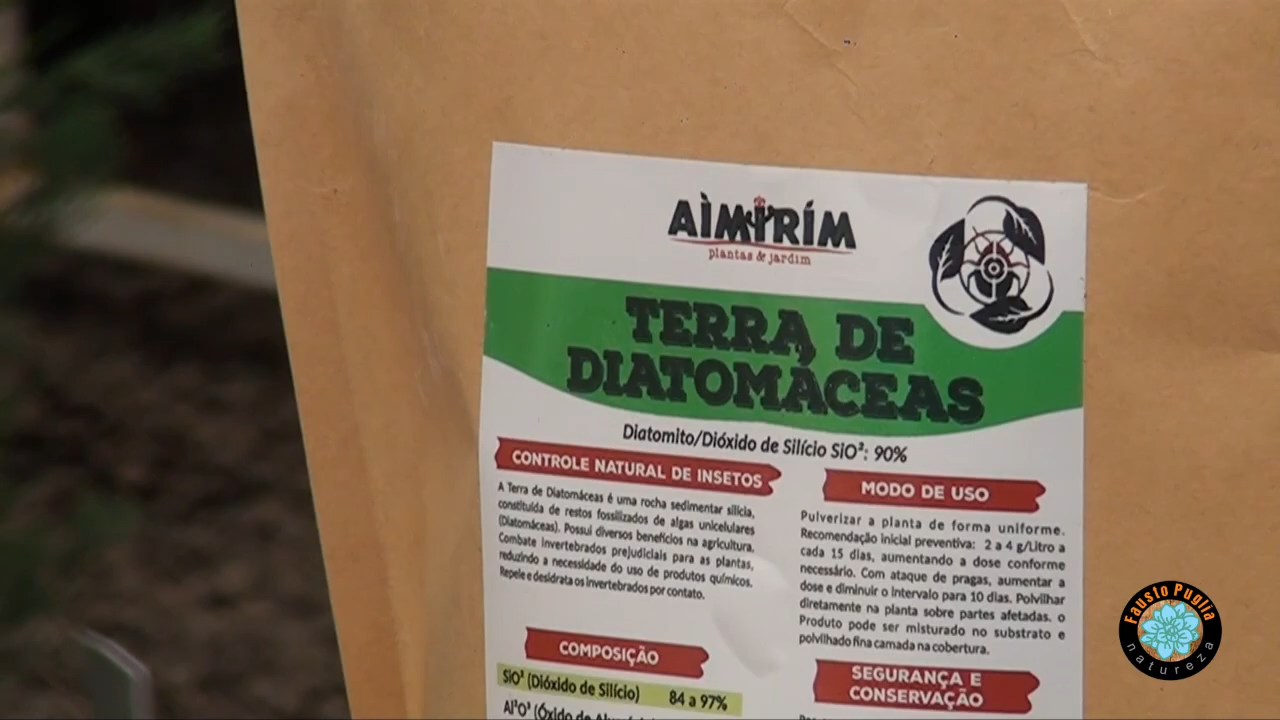 AÌMIRÍM
plantas & jardim
TERRA DE
DIATOMÁCEAS
Diatomito/Dióxido de Silício SiO²: 90%
CONTROLE NATURAL DE INSETOS
A Terra de Diatomáceas é uma rocha sedimentar silícia,
constituída de restos fossilizados de algas unicelulares
(Diatomáceas). Possui diversos benefícios na agricultura.
Combate invertebrados prejudiciais para as plantas,
reduzindo a necessidade do uso de produtos químicos.
Repele e desidrata os invertebrados por contato.
COMPOSIÇÃO
SiO² (Dióxido de Silício) 84 a 97%
Al²O³ (Óxido de
MODO DE USO
Pulverizar a planta de forma uniforme.
Recomendação inicial preventiva: 2 a 4 g/Litro a
cada 15 dias, aumentando a dose conforme
necessário. Com ataque de pragas, aumentar a
dose e diminuir o intervalo para 10 dias. Polvilhar
diretamente na planta sobre partes afetadas. o
Produto pode ser misturado no substrato e
polvilhado fina camada na cobertura.
SEGURANÇA E
CONSERVAÇÃO
Fausto Puglia
natureza